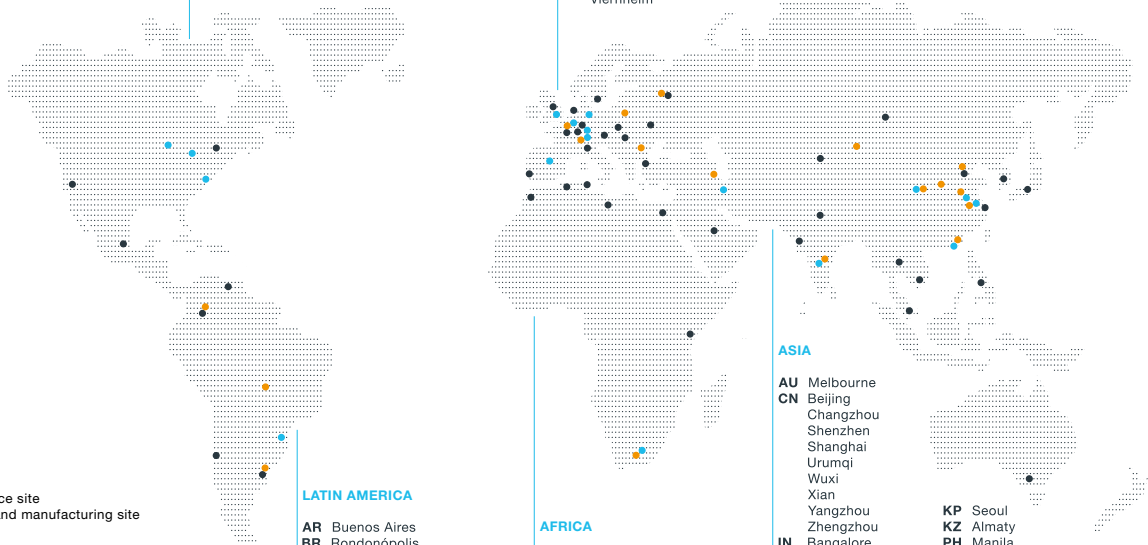 Viernheim
ASIA
AU Melbourne
CN Beijing
Changzhou
Shenzhen
Shanghai
Urumqi
Wuxi
Xian
Yangzhou
Zhengzhou
IN Bangalore
KP Seoul
KZ Almaty
PH Manila
ce site
and manufacturing site
LATIN AMERICA
AR Buenos Aires
BR Rondonópolis
AFRICA